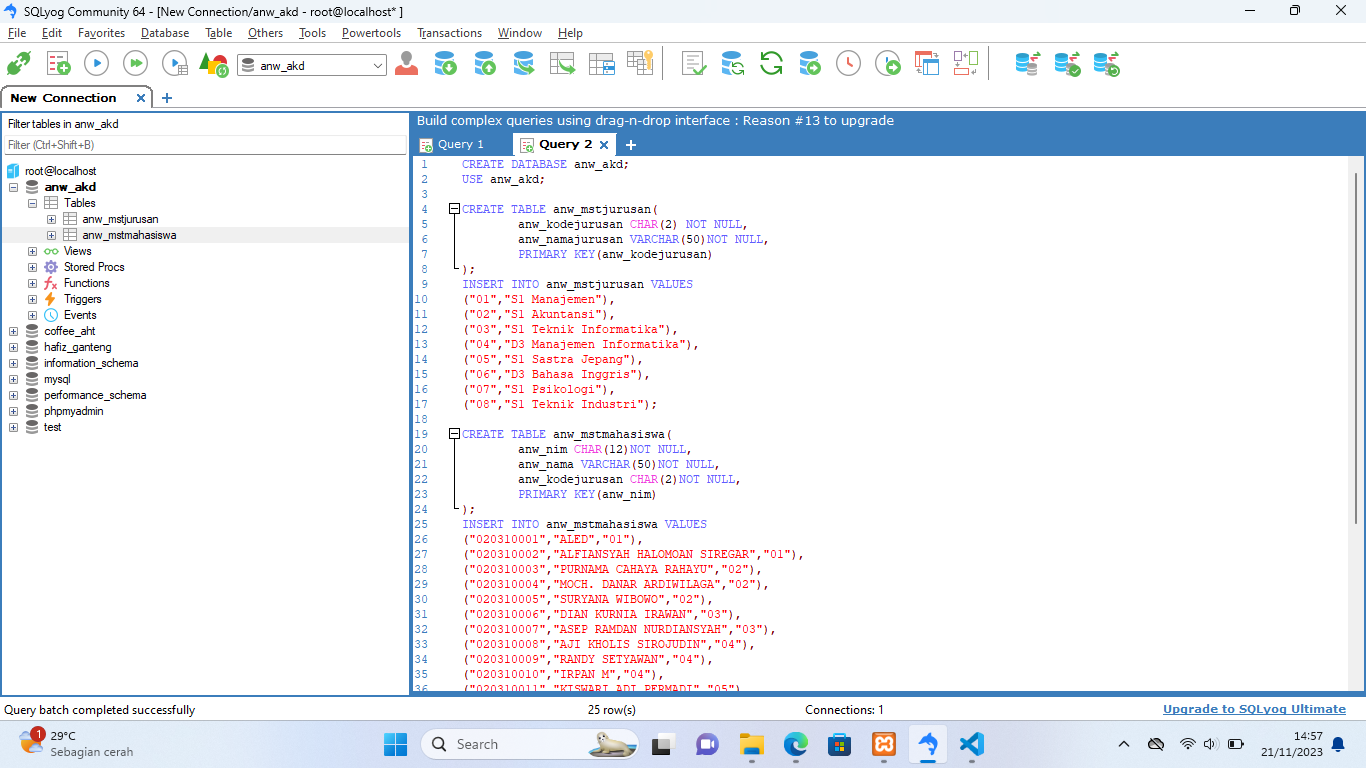 SQLyog Community 64 - [New Connection/anw_akd - root@localhost* ]
File Edit Favorites Database Table Others Tools Powertools Transactions Window Help
anw_akd
New Connection
Filter tables in anw_akd
Filter (Ctrl+Shift+B)
root@localhost
anw_akd
Tables
anw_mstjurusan
anw_mstmahasiswa
Views
Stored Procs
Functions
Triggers
Events
coffee_aht
hafiz_ganteng
information_schema
mysql
performance_schema
phpmyadmin
test
Build complex queries using drag-n-drop interface : Reason #13 to upgrade
Query 1 Query 2
1 CREATE DATABASE anw_akd;
2 USE anw_akd;
3
4 CREATE TABLE anw_mstjurusan(
5 anw_kodejurusan CHAR(2) NOT NULL,
6 anw_namajurusan VARCHAR(50)NOT NULL,
7 PRIMARY KEY(anw_kodejurusan)
8 );
9 INSERT INTO anw_mstjurusan VALUES
10 ("01","S1 Manajemen"),
11 ("02","S1 Akuntansi"),
12 ("03","S1 Teknik Informatika"),
13 ("04","D3 Manajemen Informatika"),
14 ("05","S1 Sastra Jepang"),
15 ("06","D3 Bahasa Inggris"),
16 ("07","S1 Psikologi"),
17 ("08","S1 Teknik Industri");
18
19 CREATE TABLE anw_mstmahasiswa(
20 anw_nim CHAR(12)NOT NULL,
21 anw_nama VARCHAR(50)NOT NULL,
22 anw_kodejurusan CHAR(2)NOT NULL,
23 PRIMARY KEY(anw_nim)
24 );
25 INSERT INTO anw_mstmahasiswa VALUES
26 ("020310001","ALED","01"),
27 ("020310002","ALFIANSYAH HALOMOAN SIREGAR","01"),
28 ("020310003","PURNAMA CAHAYA RAHAYU","02"),
29 ("020310004","MOCH. DANAR ARDIWILAGA","02"),
30 ("020310005","SURYANA WIBOWO","02"),
31 ("020310006","DIAN KURNIA IRAWAN","03"),
32 ("020310007","ASEP RAMDAN NURDIANSYAH","03"),
33 ("020310008","AJI KHOLIS SIROJUDIN","04"),
34 ("020310009","RANDY SETYAWAN","04"),
35 ("020310010","IRPAN M","04"),
36 ("020310011","KISWARI ADI PERMADI","05")
Query batch completed successfully
25 row(s)
Connections: 1
Upgrade to SQLyog Ultimate
1
29°C
Sebagian cerah
Search
14:57
21/11/2023